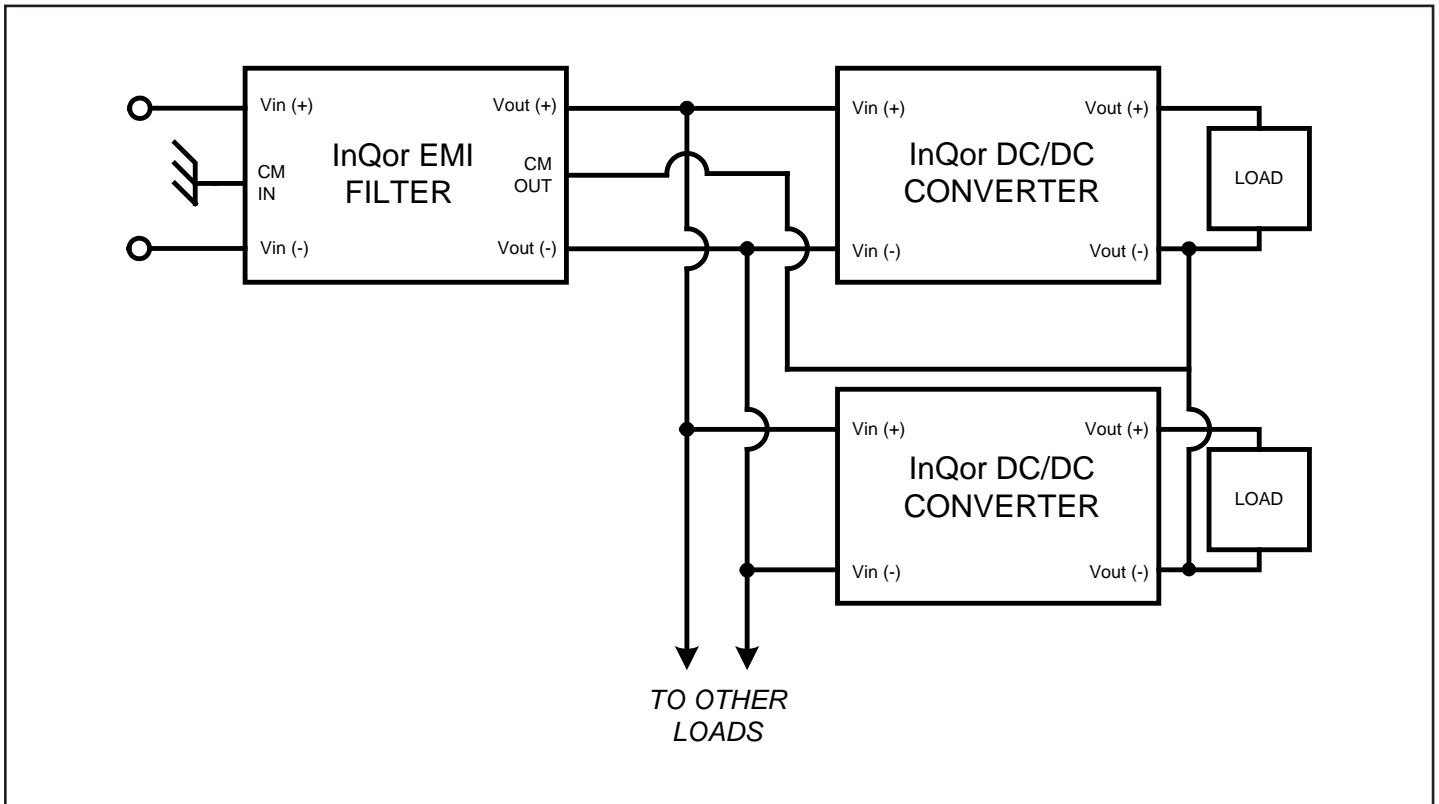 Vin (+)
CM
IN
Vin (-)
InQor EMI
FILTER
Vout (+)
CM
OUT
Vout (-)
Vin (+)
Vin (-)
InQor DC/DC
CONVERTER
Vout (+)
Vout (-)
LOAD
Vin (+)
Vin (-)
InQor DC/DC
CONVERTER
Vout (+)
Vout (-)
LOAD
TO OTHER
LOADS